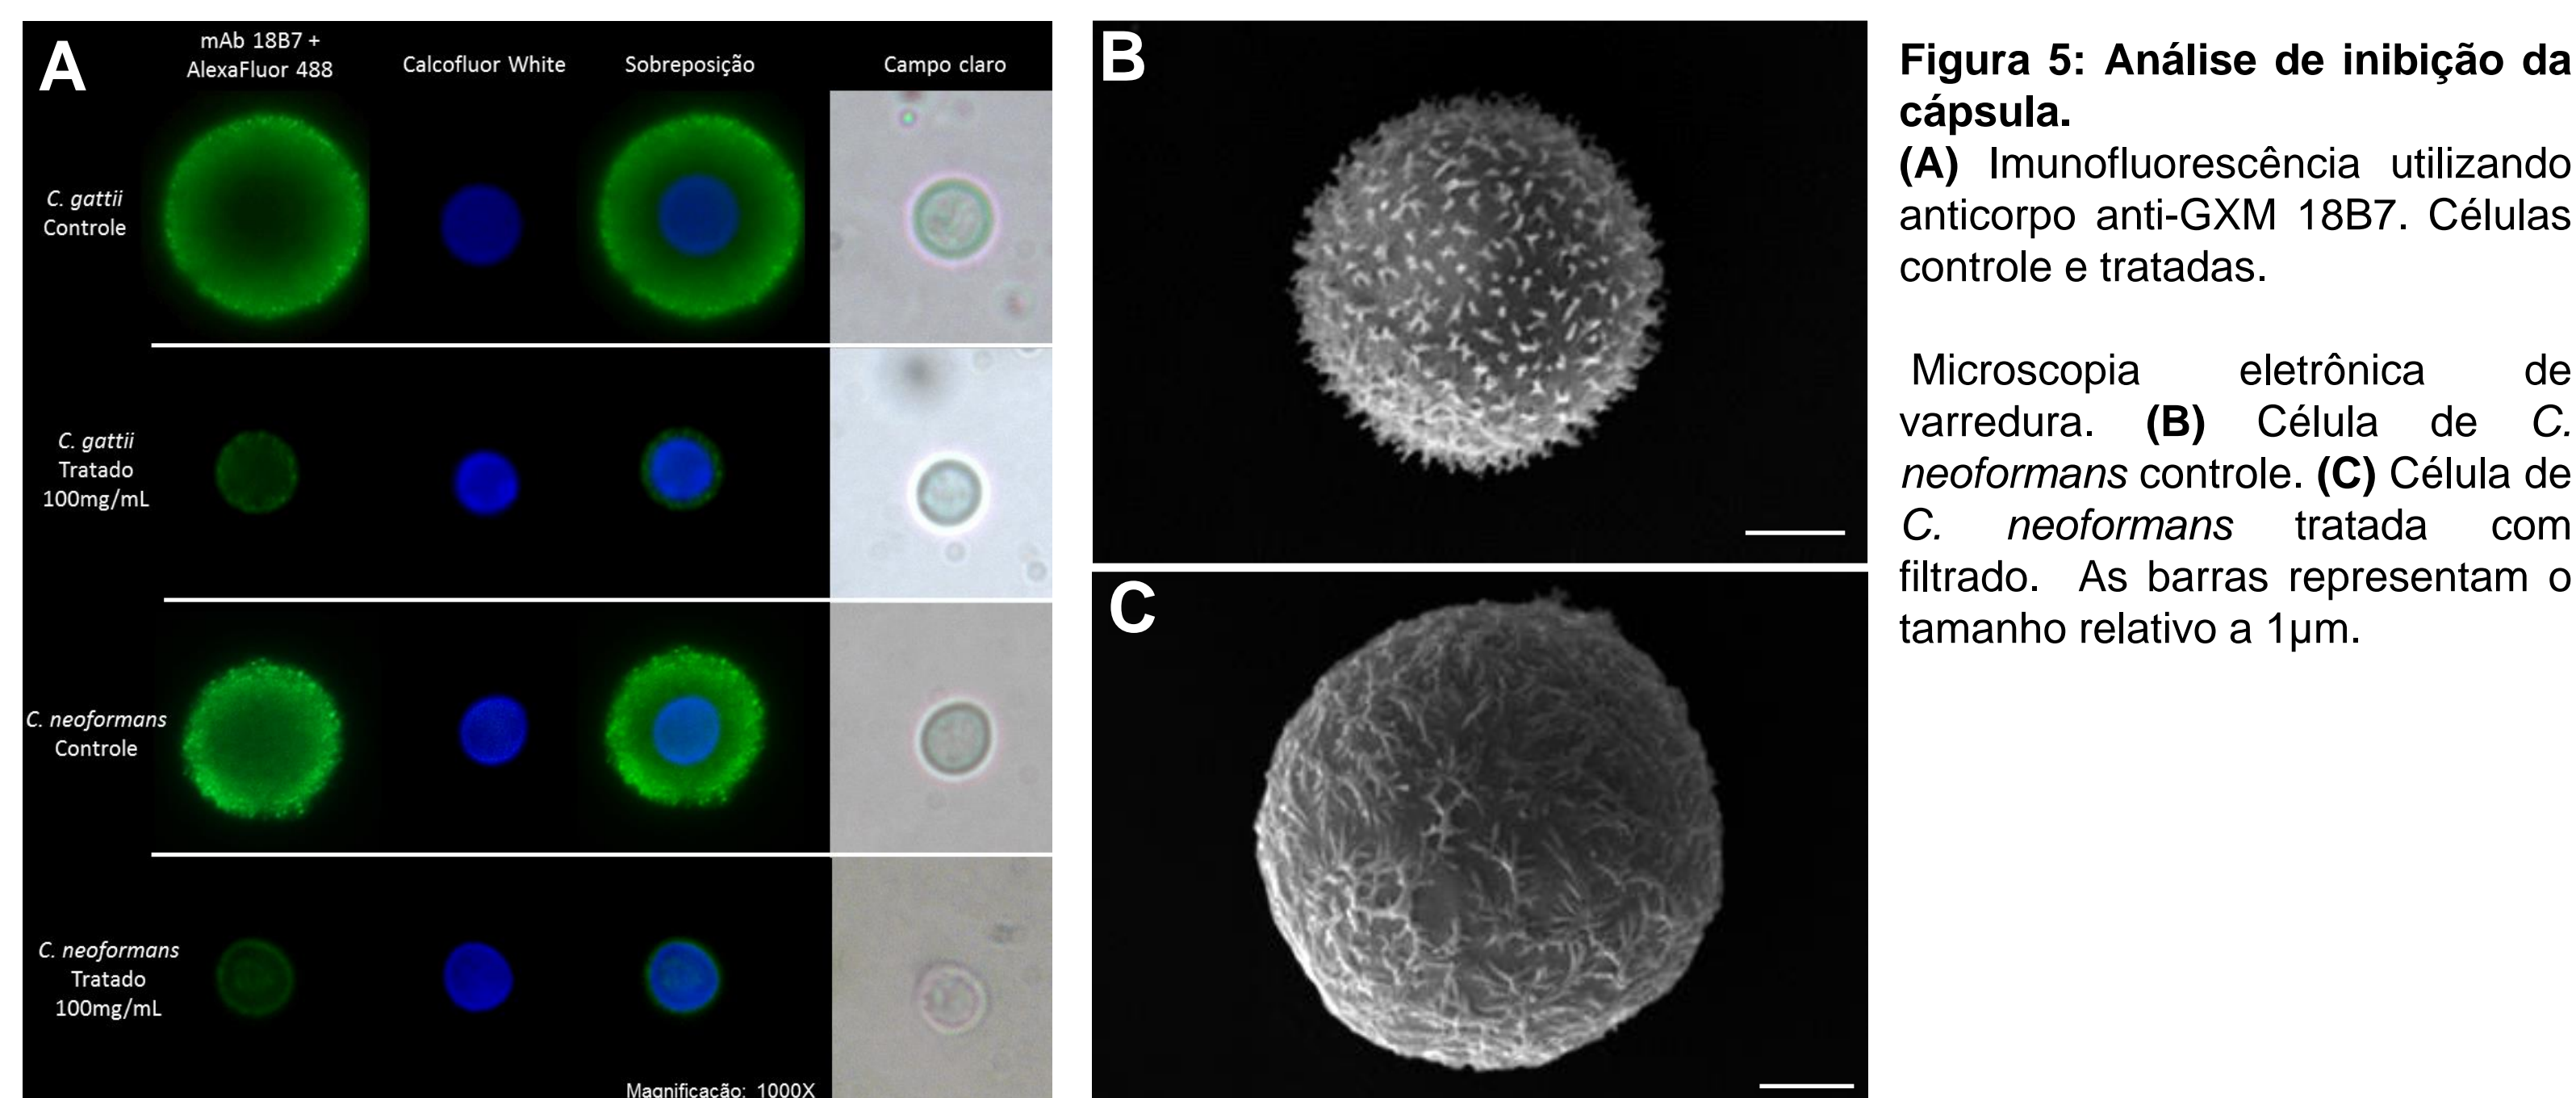 A
mAb 18B7 +
AlexaFluor 488
Calcofluor White
Sobreposição
Campo claro
C. gattii
Controle
C. gattii
Tratado
100mg/mL
C. neoformans
Controle
C. neoformans
Tratado
100mg/mL
Magnificação: 1000X
B
C
Figura 5: Análise de inibição da
cápsula.
(A) Imunofluorescência utilizando
anticorpo anti-GXM 18B7. Células
controle e tratadas.
Microscopia eletrônica de
varredura. (B) Célula de C.
neoformans controle. (C) Célula de
C. neoformans tratada com
filtrado. As barras representam o
tamanho relativo a 1µm.